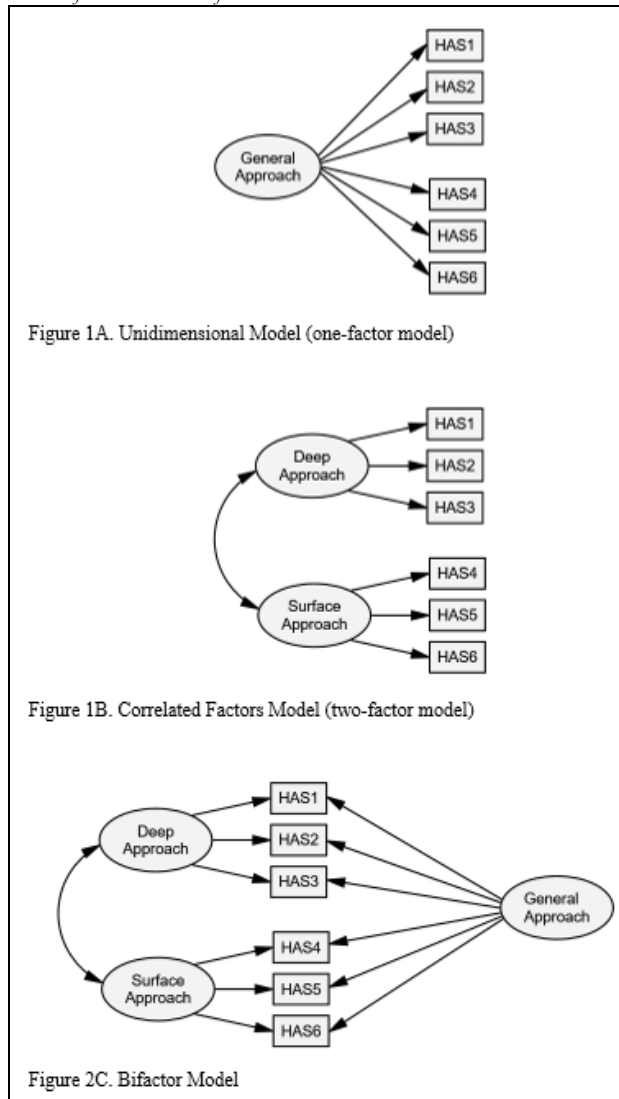 HAS1
HAS2
HAS3
General
Approach
HAS4
HAS5
HAS6
Figure 1A. Unidimensional Model (one-factor model)
HAS1
Deep
Approach
HAS2
HAS3
HAS4
Surface
Approach
HAS5
HAS6
Figure 1B. Correlated Factors Model (two-factor model)
HAS1
Deep
Approach
HAS2
HAS3
General
Approach
HAS4
Surface
Approach
HAS5
HAS6
Figure 2C. Bifactor Model